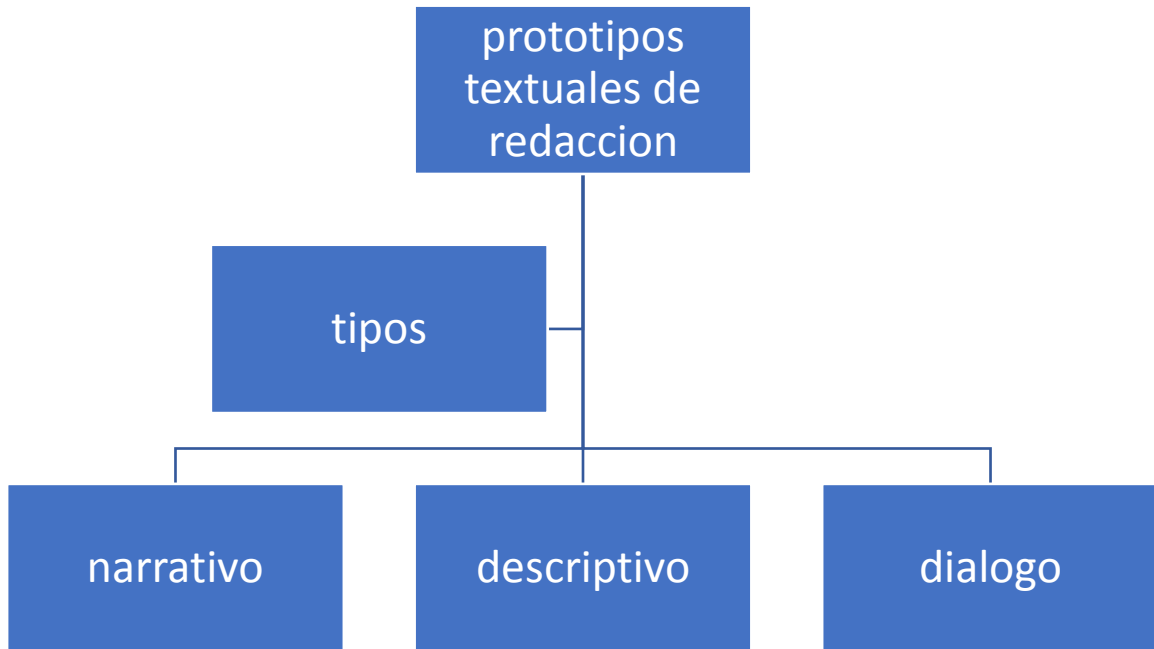 prototipos
textuales de
redaccion
tipos
narrativo
descriptivo
dialogo